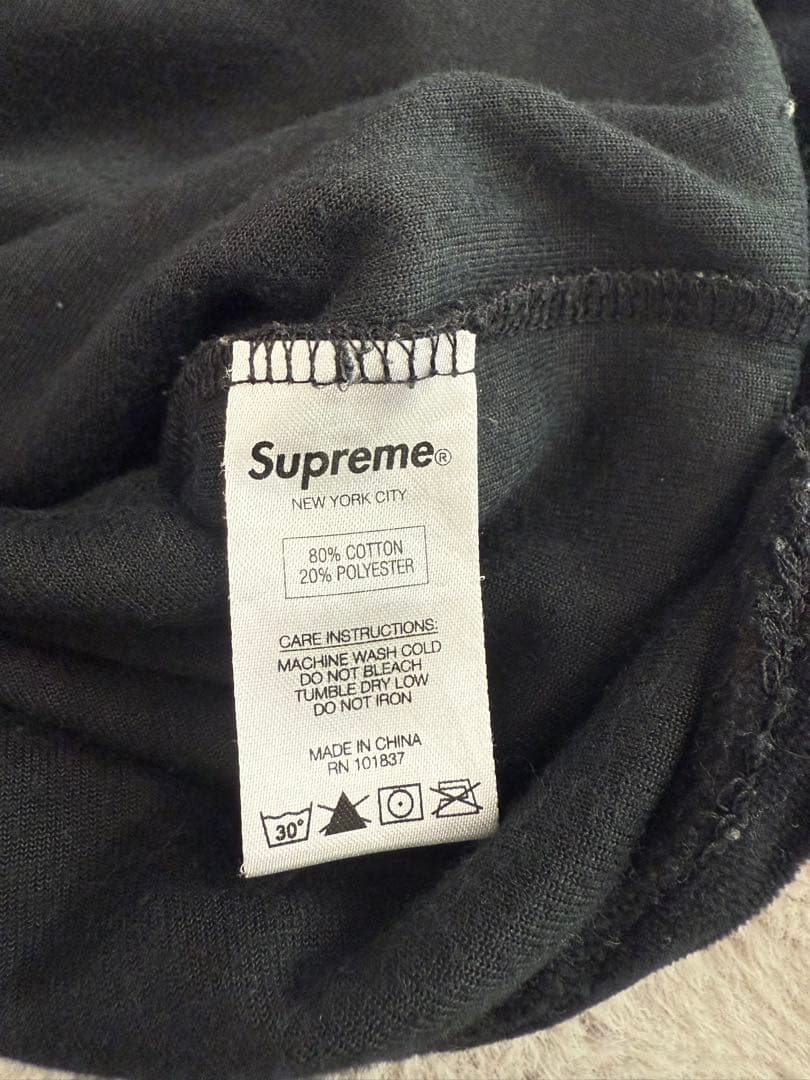 Supreme®
NEW YORK CITY
80% COTTON
20% POLYESTER
CARE INSTRUCTIONS:
MACHINE WASH COLD
DO NOT BLEACH
TUMBLE DRY LOW
DO NOT IRON
MADE IN CHINA
RN 101837
30°